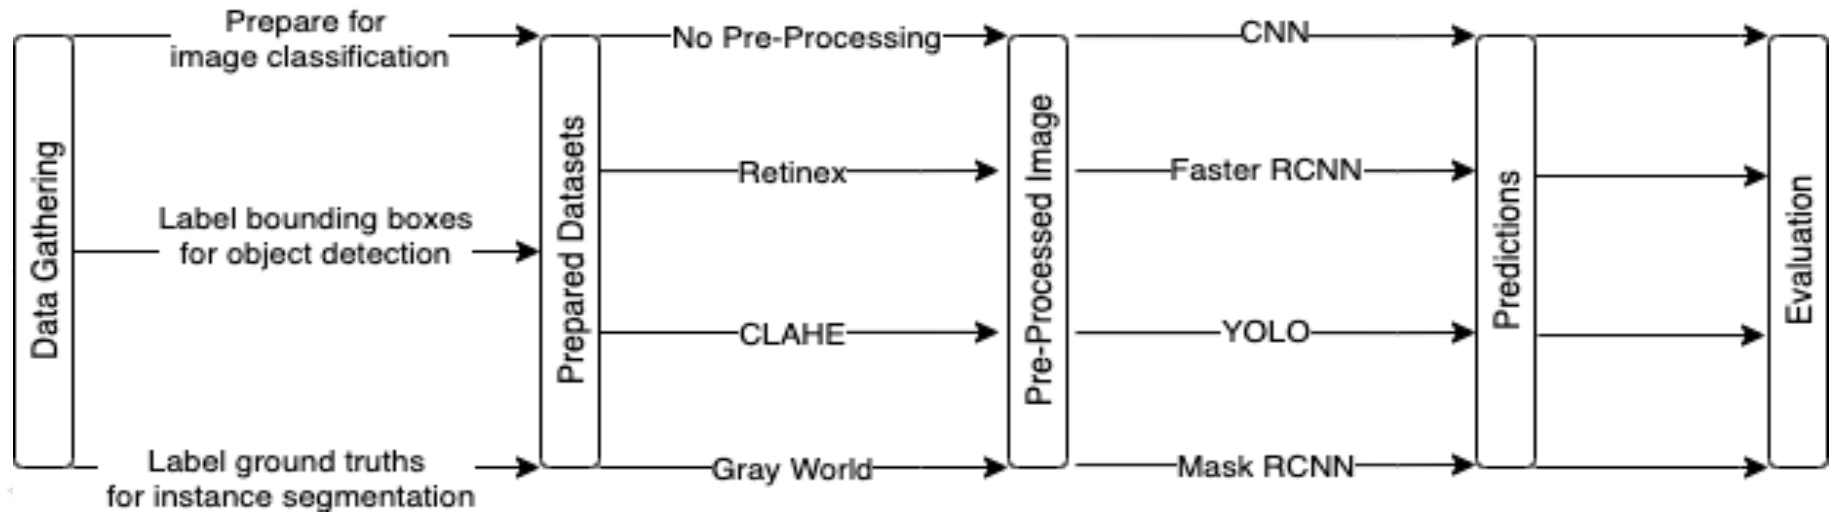 Data Gathering
Prepare for
image classification
Label bounding boxes
for object detection
Label ground truths
for instance segmentation
Prepared Datasets
No Pre-Processing
Retinex
CLAHE
Gray World
Pre-Processed Image
CNN
Faster RCNN
YOLO
Mask RCNN
Predictions
Evaluation